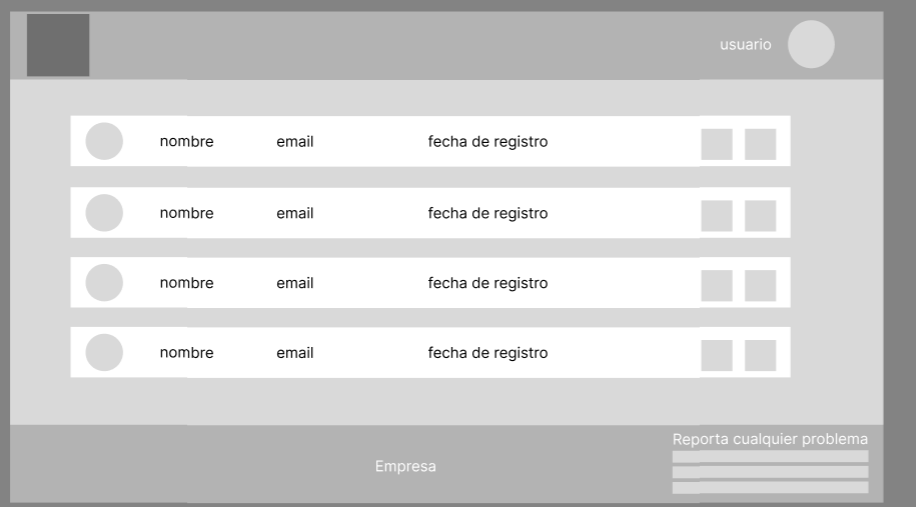 usuario
nombre email fecha de registro
nombre email fecha de registro
nombre email fecha de registro
nombre email fecha de registro
Reporta cualquier problema
Empresa